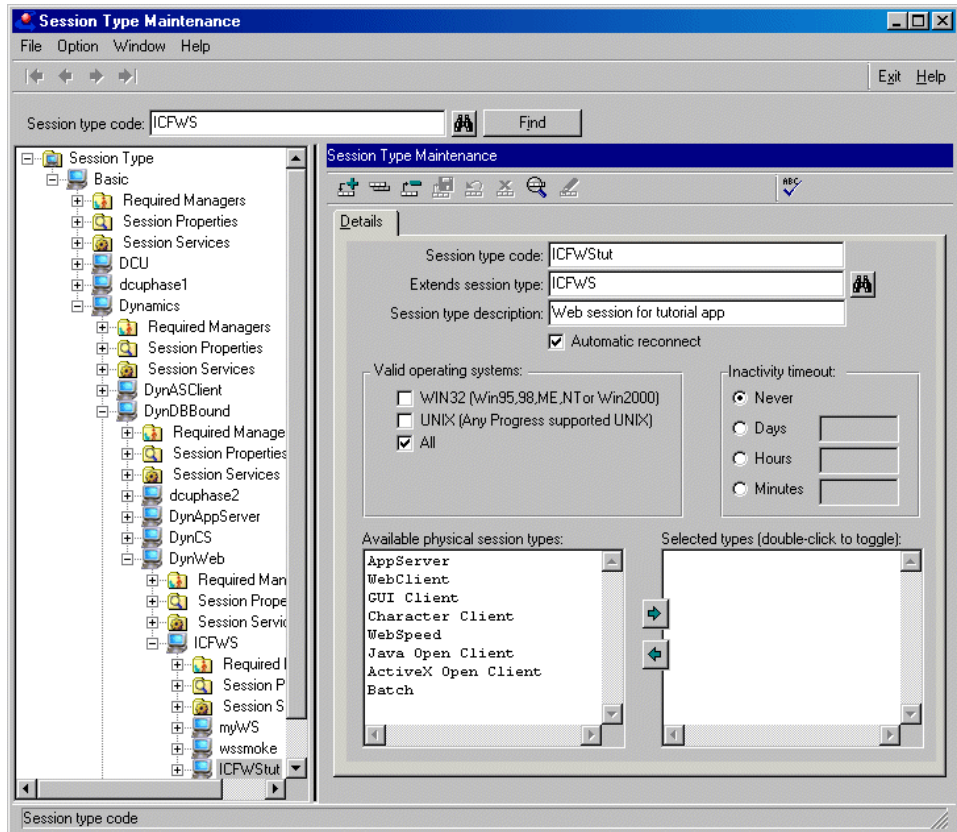 Session Type Maintenance
File Option Window Help
Exit Help
Session type code: ICFWS Find
Session Type
Basic
Required Managers
Session Properties
Session Services
DCU
dcuphase1
Dynamics
Required Managers
Session Properties
Session Services
DynASClient
DynDBBound
Required Manage
Session Properties
Session Services
dcuphase2
DynAppServer
DynCS
DynWeb
Required Man
Session Prope
Session Servic
ICFWS
Required I
Session P
Session S
myWS
wssmoke
ICFWStut
Session Type Maintenance
ABC
Details
Session type code: ICFWStut
Extends session type: ICFWS
Session type description: Web session for tutorial app
Automatic reconnect
Valid operating systems:
WIN32 (Win95,98,ME,NTor Win2000)
UNIX (Any Progress supported UNIX)
All
Inactivity timeout:
Never
Days
Hours
Minutes
Available physical session types:
AppServer
WebClient
GUI Client
Character Client
WebSpeed
Java Open Client
ActiveX Open Client
Batch
Selected types (double-click to toggle):
Session type code